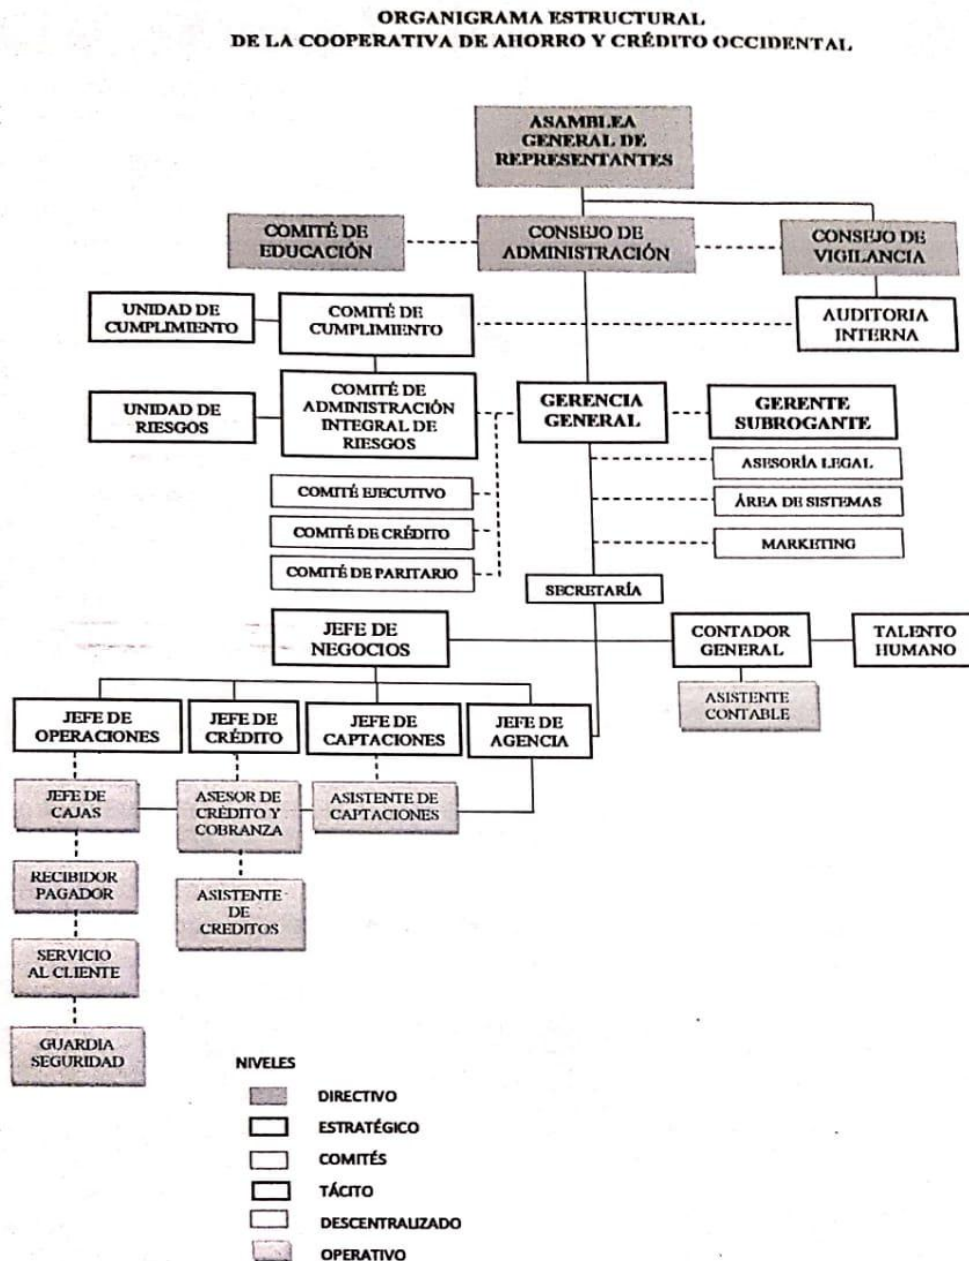 ORGANIGRAMA ESTRUCTURAL
DE LA COOPERATIVA DE AHORRO Y CRÉDITO OCCIDENTAL
ASAMBLEA
GENERAL DE
REPRESENTANTES
COMITÉ DE
EDUCACIÓN
CONSEJO DE
ADMINISTRACIÓN
CONSEJO DE
VIGILANCIA
UNIDAD DE
CUMPLIMIENTO
COMITÉ DE
CUMPLIMIENTO
AUDITORIA
INTERNA
UNIDAD DE
RIESGOS
COMITÉ DE
ADMINISTRACIÓN
INTEGRAL DE
RIESGOS
GERENCIA
GENERAL
GERENTE
SUBROGANTE
ASESORÍA LEGAL
COMITÉ EJECUTIVO
ÁREA DE SISTEMAS
COMITÉ DE CRÉDITO
MARKETING
COMITÉ DE PARITARIO
SECRETARÍA
JEFE DE
NEGOCIOS
CONTADOR
GENERAL
TALENTO
HUMANO
ASISTENTE
CONTABLE
JEFE DE
OPERACIONES
JEFE DE
CRÉDITO
JEFE DE
CAPTACIONES
JEFE DE
AGENCIA
JEFE DE
CAJAS
ASESOR DE
CRÉDITO Y
COBRANZA
ASISTENTE DE
CAPTACIONES
RECIBIDOR
PAGADOR
ASISTENTE
DE
CREDITOS
SERVICIO
AL CLIENTE
GUARDIA
SEGURIDAD
NIVELES
DIRECTIVO
ESTRATÉGICO
COMITÉS
TÁCITO
DESCENTRALIZADO
OPERATIVO